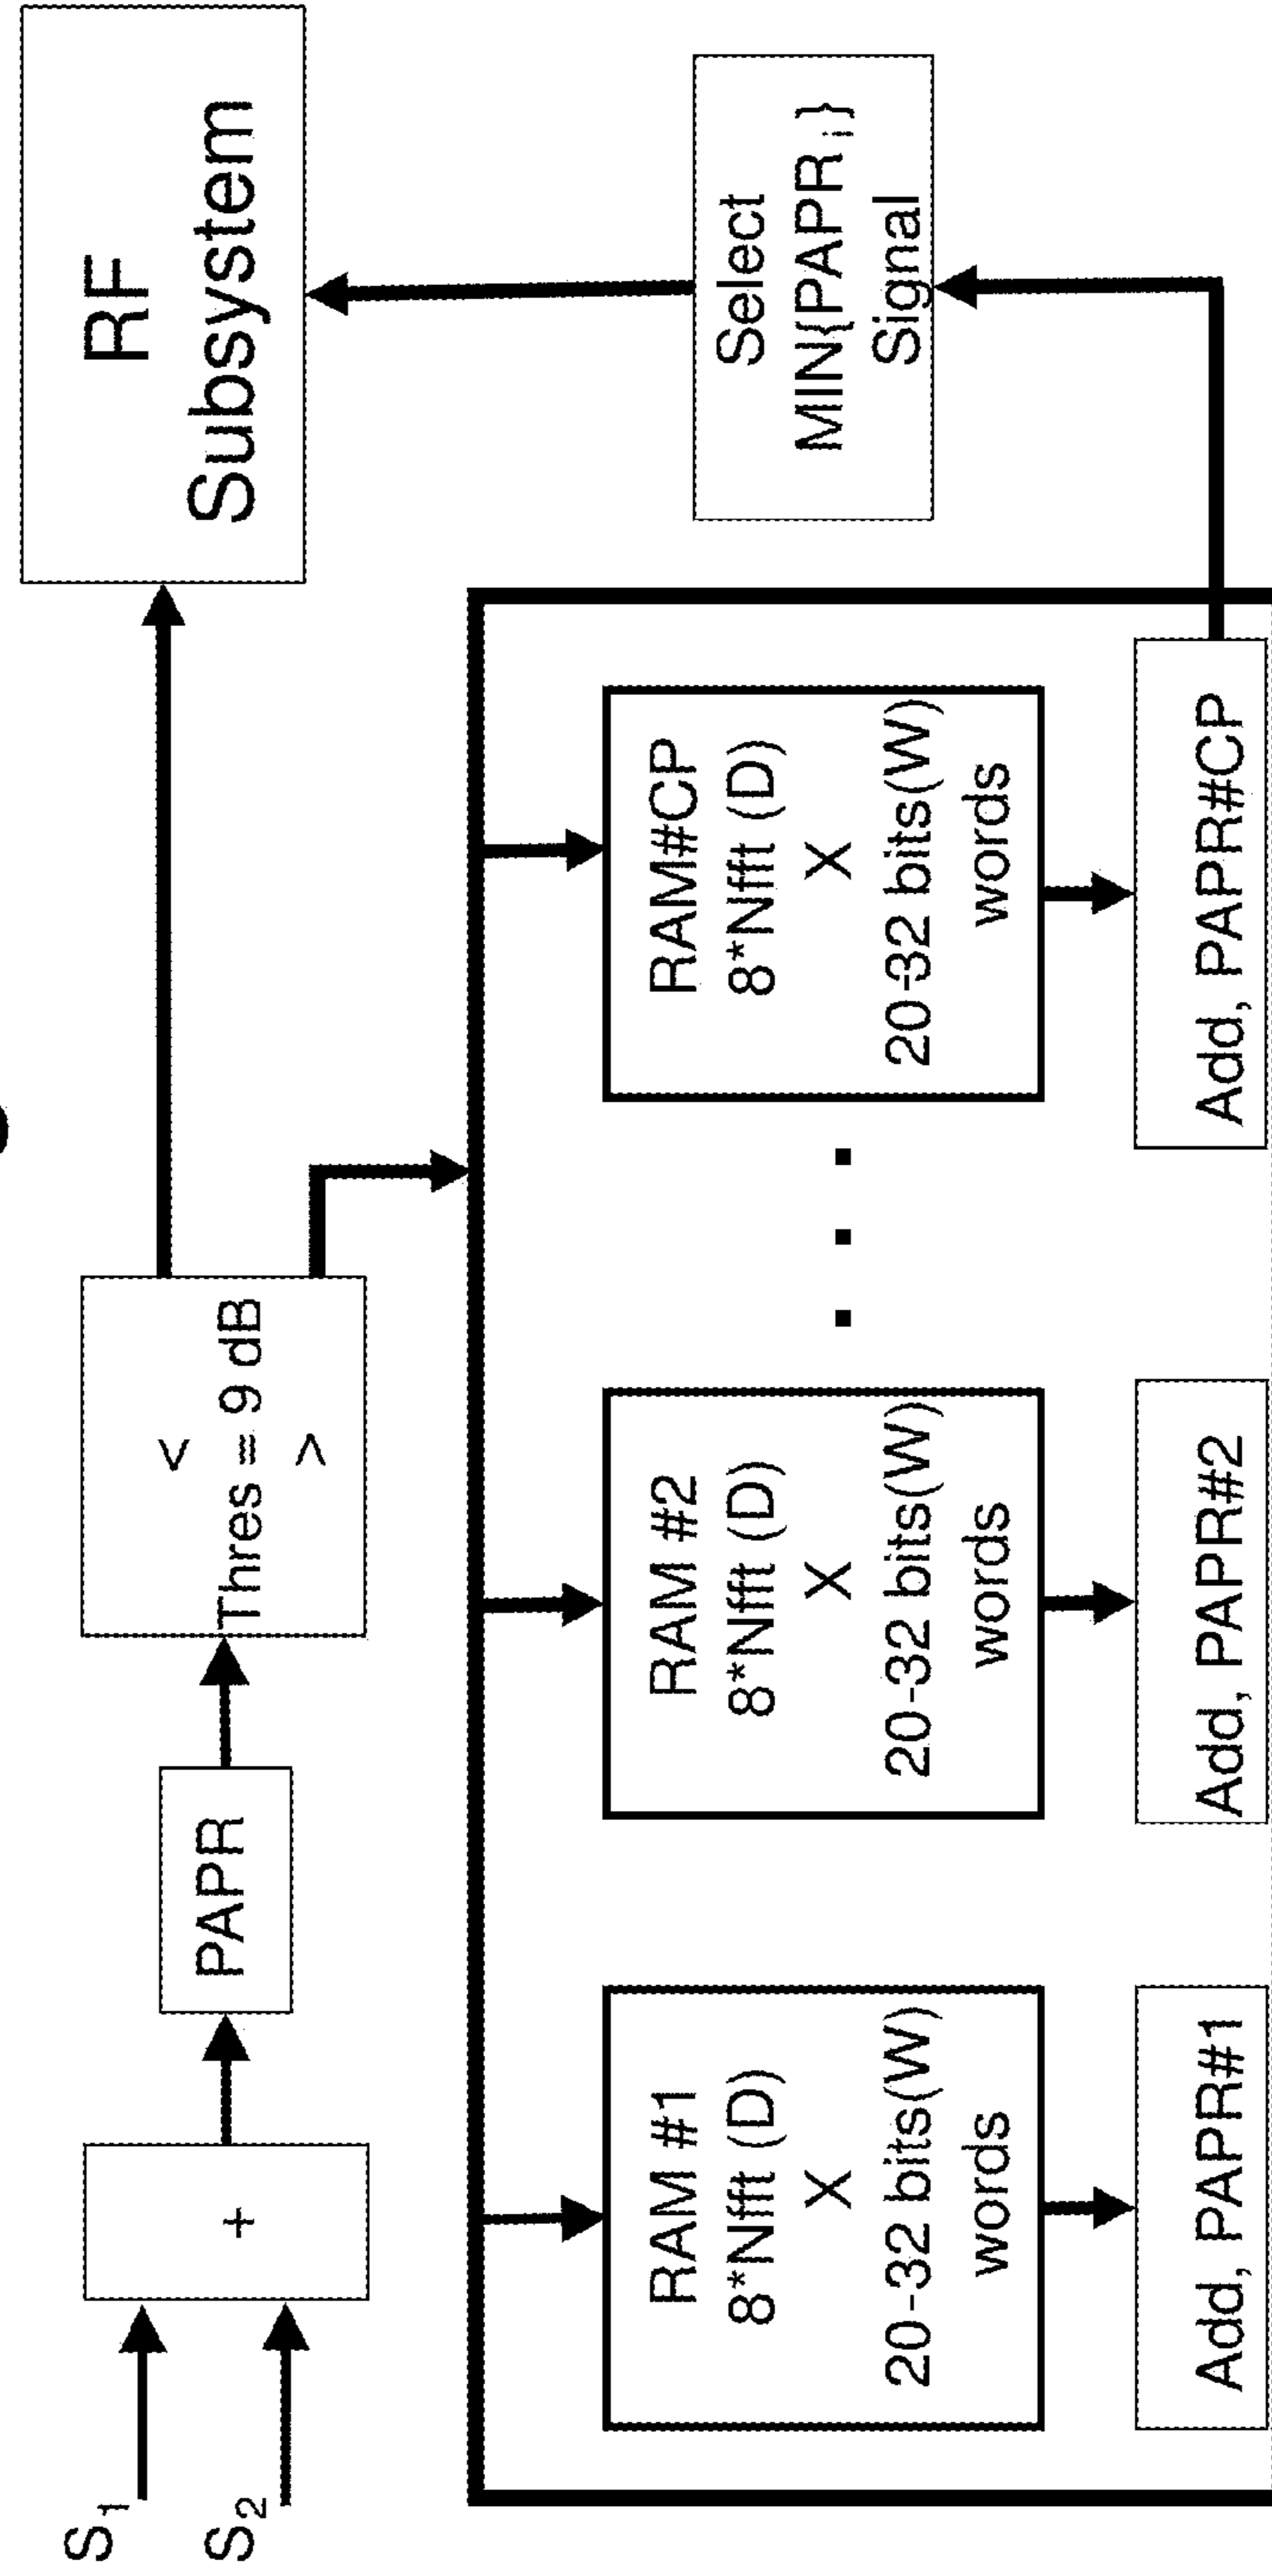 S1
S2
+
PAPR
<
Thres = 9 dB
>
RF
Subsystem
RAM #1
8*Nfft (D)
X
20-32 bits(W)
words
RAM #2
8*Nfft (D)
X
20-32 bits(W)
words
. . .
RAM#CP
8*Nfft (D)
X
20-32 bits(W)
words
Add, PAPR#1
Add, PAPR#2
Add, PAPR#CP
Select
MIN{PAPR i}
Signal